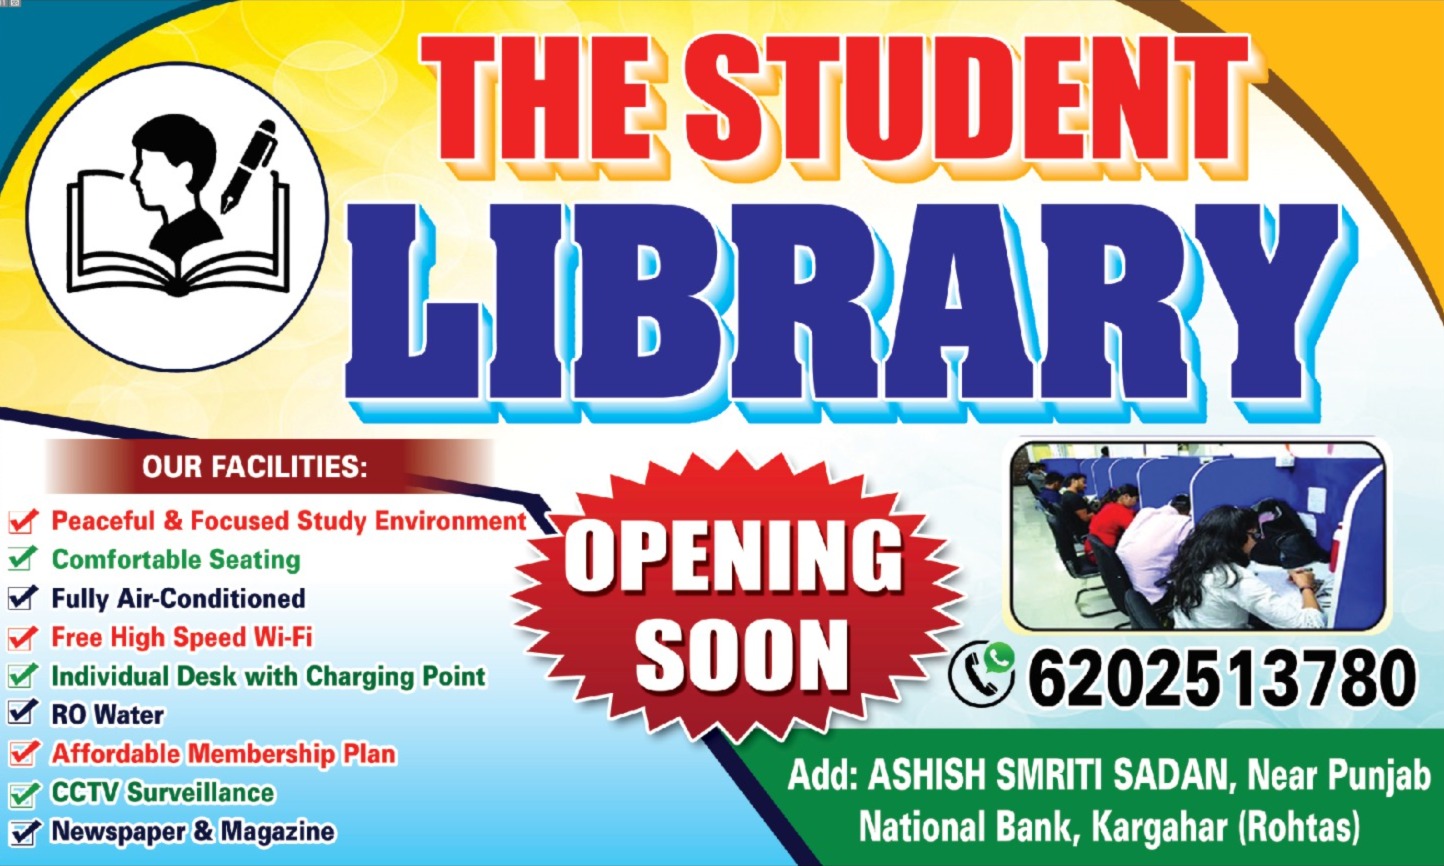 THE STUDENT
LIBRARY
OUR FACILITIES:
Peaceful & Focused Study Environment
Comfortable Seating
Fully Air-Conditioned
Free High Speed Wi-Fi
Individual Desk with Charging Point
RO Water
Affordable Membership Plan
CCTV Surveillance
Newspaper & Magazine
OPENING
SOON
6202513780
Add: ASHISH SMRITI SADAN, Near Punjab
National Bank, Kargahar (Rohtas)